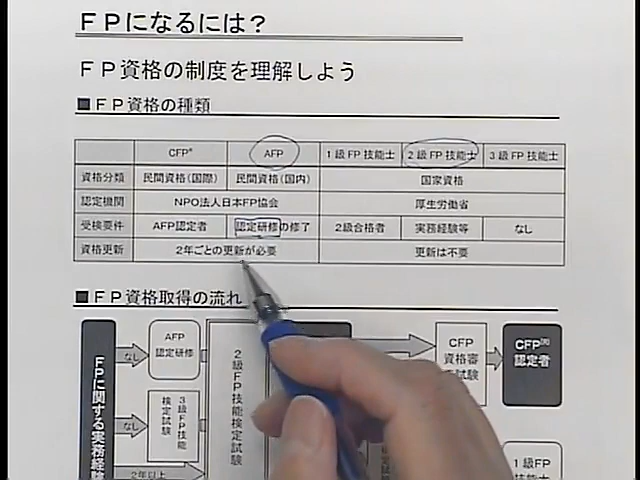 ＦＰになるには？
ＦＰ資格の制度を理解しよう
■ＦＰ資格の種類
CFP® AFP 1級FP技能士 2級FP技能士 3級FP技能士
資格分類 民間資格(国際) 民間資格(国内) 国家資格
認定機関 NPO法人日本FP協会 厚生労働省
受検要件 AFP認定者 認定研修の修了 2級合格者 実務経験等 なし
資格更新 2年ごとの更新が必要 更新は不要
■ＦＰ資格取得の流れ
FPに関する実務経験
なし
AFP
認定研修
なし
3級FP技能
検定試験
2年以上
2級FP技能検定試験
CFP
資格審
試験
CFP®
認定者
1級FP